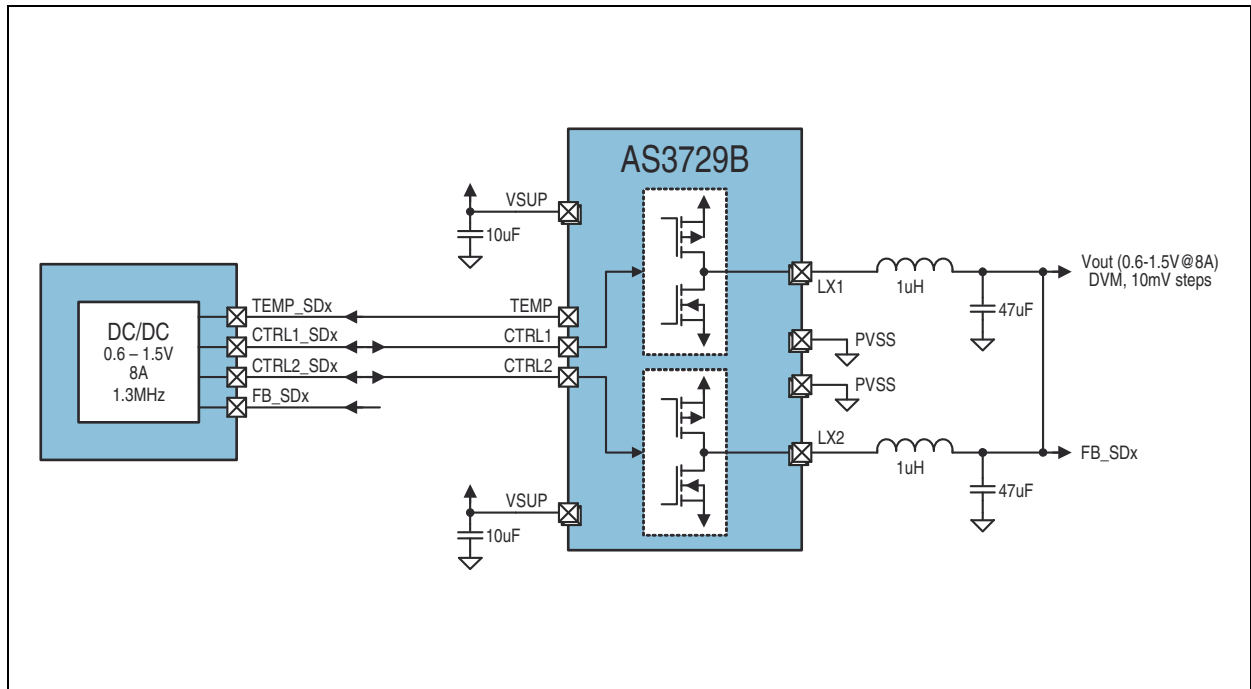 AS3729B
VSUP
10uF
DC/DC
0.6 – 1.5V
8A
1.3MHz
TEMP_SDx
CTRL1_SDx
CTRL2_SDx
FB_SDx
TEMP
CTRL1
CTRL2
VSUP
10uF
LX1
1uH
47uF
Vout (0.6-1.5V@8A)
DVM, 10mV steps
PVSS
PVSS
LX2
1uH
47uF
FB_SDx